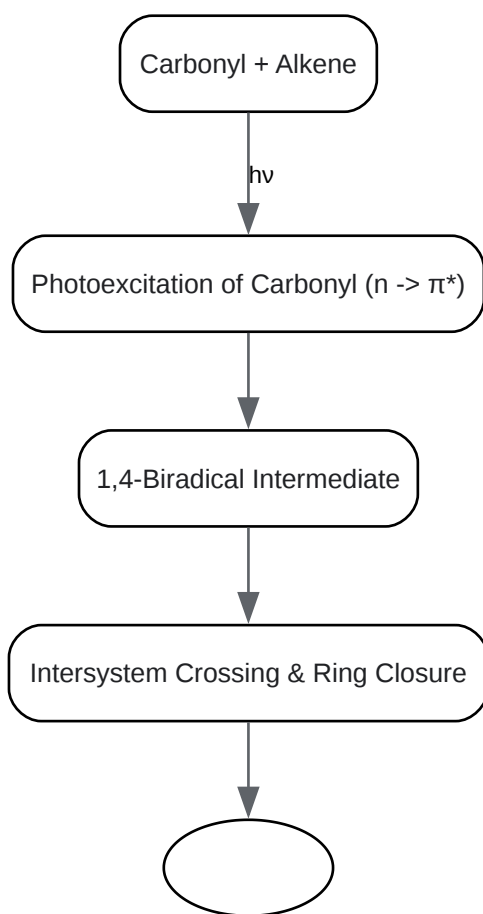 Carbonyl + Alkene
hν
Photoexcitation of Carbonyl (n -> π*)
1,4-Biradical Intermediate
Intersystem Crossing & Ring Closure